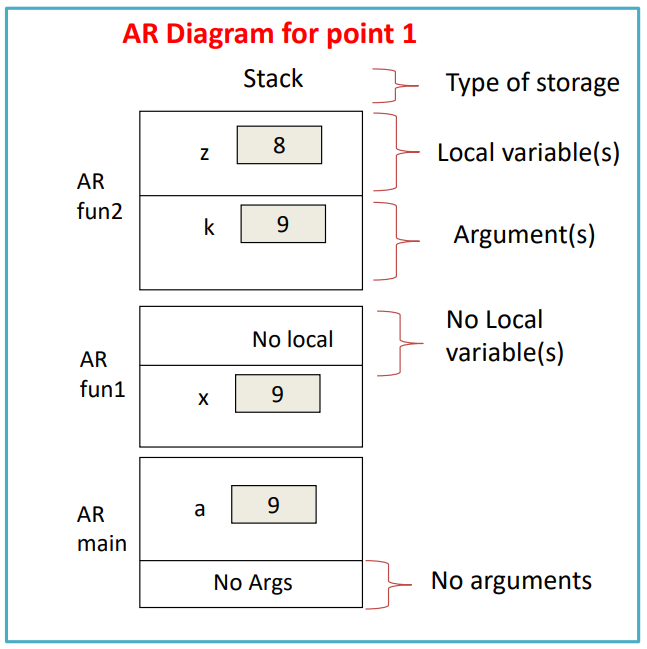 AR Diagram for point 1
Stack
Type of storage
AR
fun2
z
8
Local variable(s)
k
9
Argument(s)
AR
fun1
No local
No Local
variable(s)
x
9
AR
main
a
9
No Args
No arguments